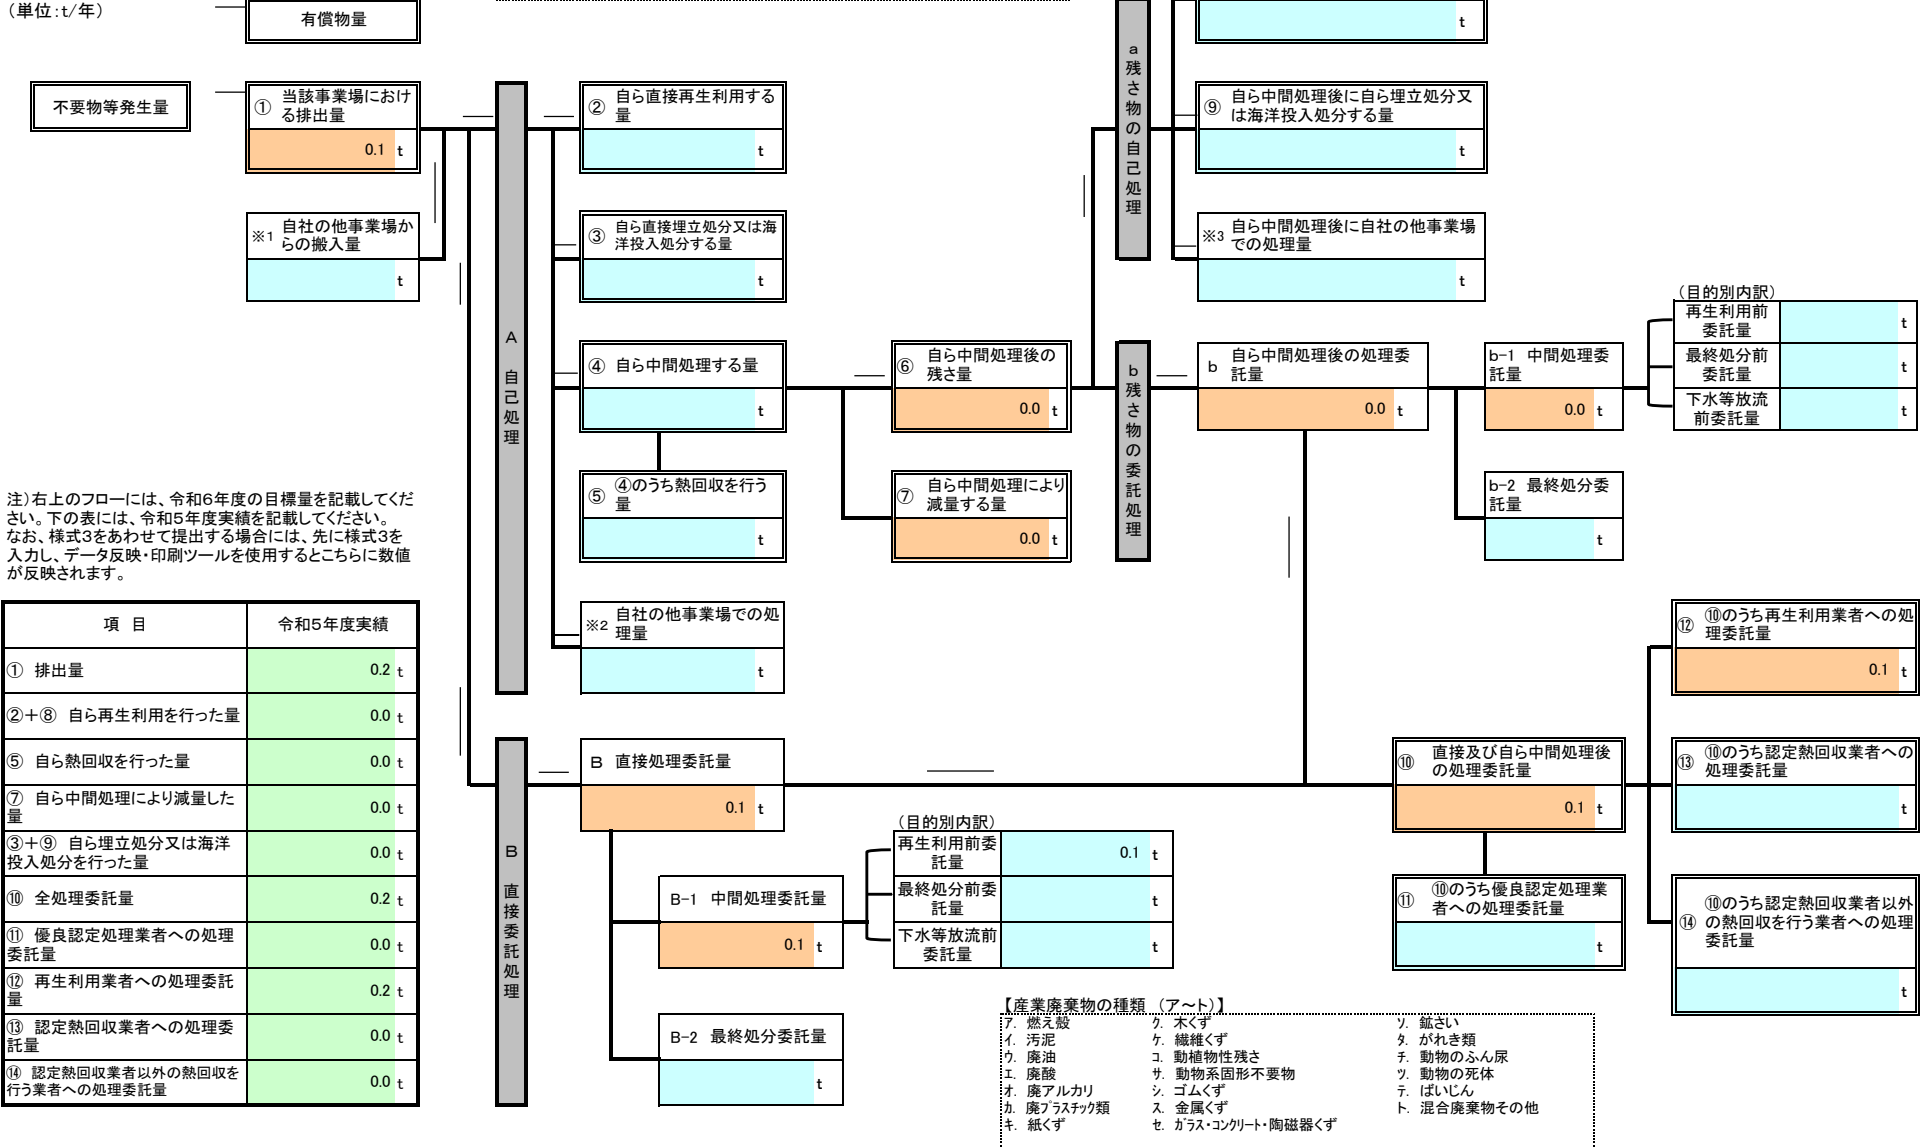 （単位：t/年）
有償物量
t
不要物等発生量
① 当該事業場におけ
る排出量
0.1 t
② 自ら直接再生利用する
量
t
⑨ 自ら中間処理後に自ら埋立処分又
は海洋投入処分する量
t
a残さ物の自己処理
※1 自社の他事業場か
らの搬入量
t
③ 自ら直接埋立処分又は海
洋投入処分する量
t
※3 自ら中間処理後に自社の他事業場
での処理量
t
A 自己処理
④ 自ら中間処理する量
t
⑥ 自ら中間処理後の
残さ量
0.0 t
b残さ物の委託処理
b 自ら中間処理後の処理委
託量
0.0 t
b-1 中間処理委
託量
0.0 t
（目的別内訳）
再生利用前
委託量
t
最終処分前
委託量
t
下水等放流
前委託量
t
⑤ ④のうち熱回収を行う
量
t
⑦ 自ら中間処理により
減量する量
0.0 t
b-2 最終処分委
託量
t
注）右上のフローには、令和６年度の目標量を記載してくだ
さい。下の表には、令和５年度実績を記載してください。
なお、様式３をあわせて提出する場合には、先に様式３を
入力し、データ反映・印刷ツールを使用するとこちらに数値
が反映されます。
※2 自社の他事業場での処
理量
t
項 目 令和５年度実績
① 排出量 0.2 t
②＋⑧ 自ら再生利用を行った量 0.0 t
⑤ 自ら熱回収を行った量 0.0 t
⑦ 自ら中間処理により減量した
量 0.0 t
③＋⑨ 自ら埋立処分又は海洋
投入処分を行った量 0.0 t
⑩ 全処理委託量 0.2 t
⑪ 優良認定処理業者への処理
委託量 0.0 t
⑫ 再生利用業者への処理委託
量 0.2 t
⑬ 認定熱回収業者への処理委
託量 0.0 t
⑭ 認定熱回収業者以外の熱回収を
行う業者への処理委託量 0.0 t
B 直接委託処理
B 直接処理委託量
0.1 t
⑩ 直接及び自ら中間処理後
の処理委託量
0.1 t
⑫ ⑩のうち再生利用業者への処
理委託量
0.1 t
⑬ ⑩のうち認定熱回収業者への
処理委託量
t
B-1 中間処理委託量
0.1 t
（目的別内訳）
再生利用前委
託量
0.1 t
最終処分前委
託量
t
下水等放流前
委託量
t
⑪ ⑩のうち優良認定処理業
者への処理委託量
t
⑭ ⑩のうち認定熱回収業者以外
の熱回収を行う業者への処理
委託量
t
B-2 最終処分委託量
t
【産業廃棄物の種類 （ア～ト）】
ア. 燃え殻
イ. 汚泥
ウ. 廃油
エ. 廃酸
オ. 廃アルカリ
カ. 廃プラスチック類
キ. 紙くず
ク. 木くず
ケ. 繊維くず
コ. 動植物性残さ
サ. 動物系固形不要物
シ. ゴムくず
ス. 金属くず
セ. ガラス・コンクリート・陶磁器くず
ソ. 鉱さい
タ. がれき類
チ. 動物のふん尿
ツ. 動物の死体
テ. ばいじん
ト. 混合廃棄物その他